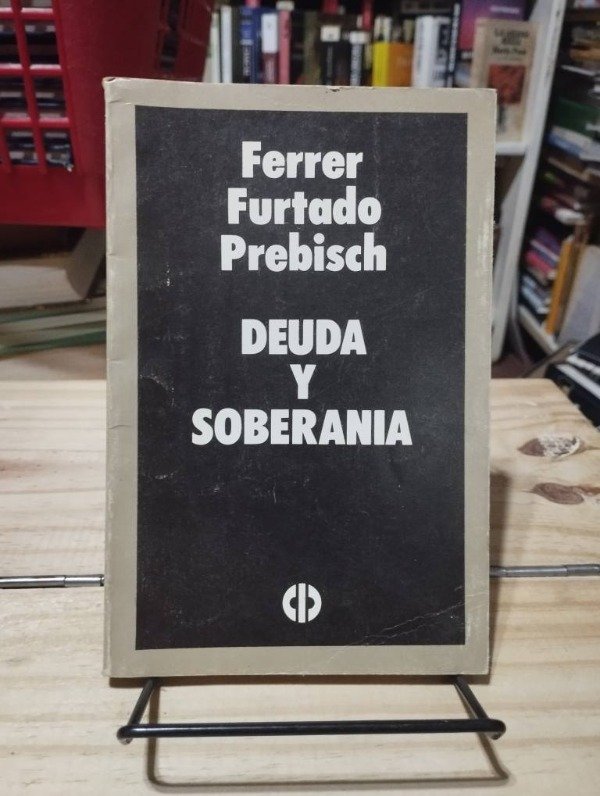 Ferrer
Furtado
Prebisch
DEUDA
Y
SOBERANIA